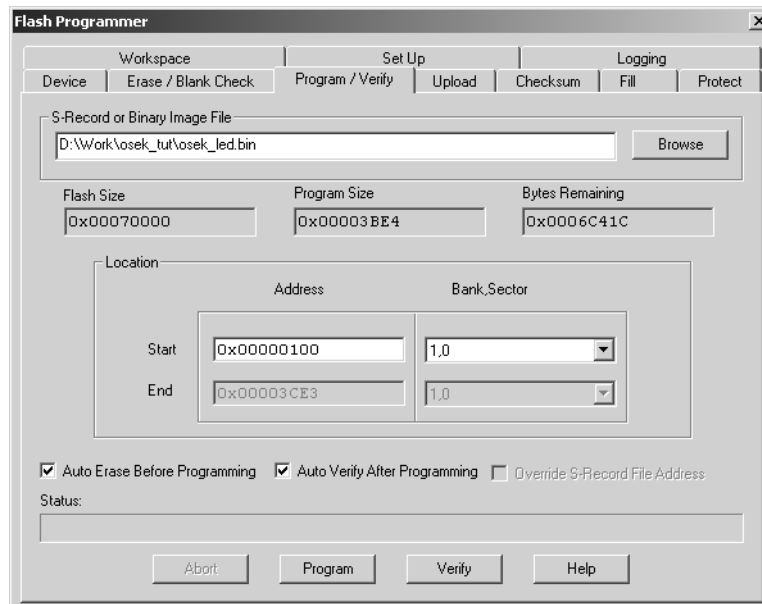 Flash Programmer
Workspace Set Up Logging
Device Erase / Blank Check Program / Verify Upload Checksum Fill Protect
S-Record or Binary Image File
D:\Work\osek_tut\osek_led.bin Browse
Flash Size Program Size Bytes Remaining
0x00070000 0x00003BE4 0x0006C41C
Location
Address Bank,Sector
Start 0x00000100 1,0
End 0x00003CE3 1,0
Auto Erase Before Programming Auto Verify After Programming Override S-Record File Address
Status:
Abort Program Verify Help